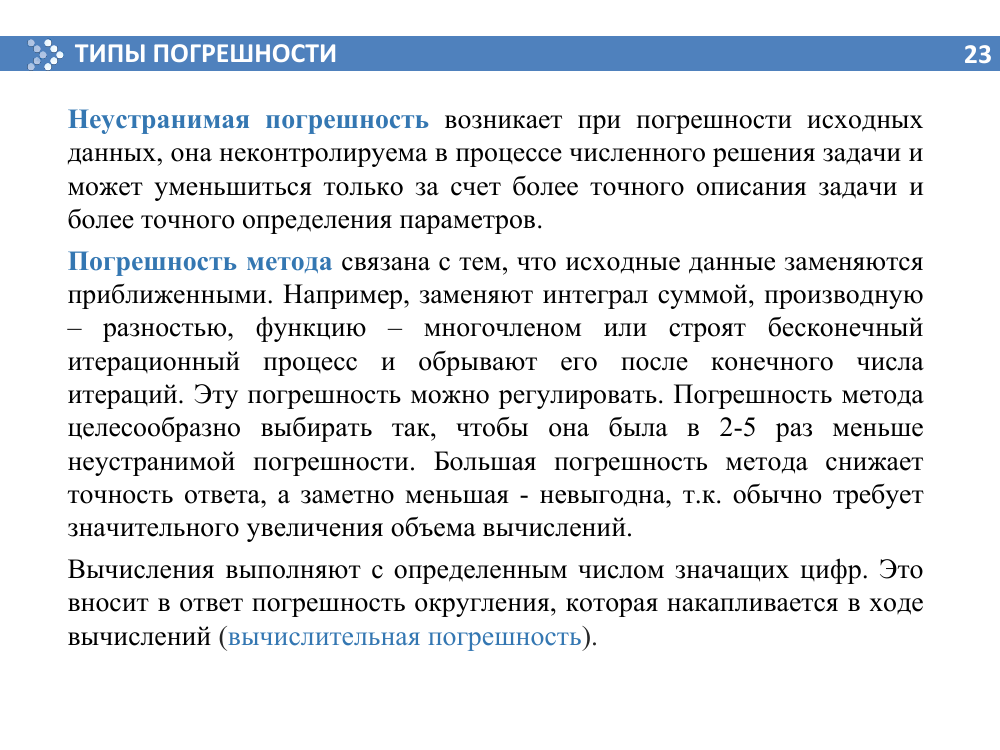 ТИПЫ ПОГРЕШНОСТИ
23
Неустранимая погрешность возникает при погрешности исходных
данных, она неконтролируема в процессе численного решения задачи и
может уменьшиться только за счет более точного описания задачи и
более точного определения параметров.
Погрешность метода связана с тем, что исходные данные заменяются
приближенными. Например, заменяют интеграл суммой, производную
– разностью, функцию – многочленом или строят бесконечный
итерационный процесс и обрывают его после конечного числа
итераций. Эту погрешность можно регулировать. Погрешность метода
целесообразно выбирать так, чтобы она была в 2-5 раз меньше
неустранимой погрешности. Большая погрешность метода снижает
точность ответа, а заметно меньшая - невыгодна, т.к. обычно требует
значительного увеличения объема вычислений.
Вычисления выполняют с определенным числом значащих цифр. Это
вносит в ответ погрешность округления, которая накапливается в ходе
вычислений (вычислительная погрешность).